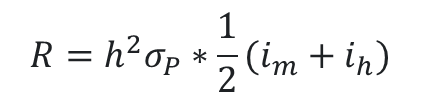 R = h²σ_P * 1/2 (i_m + i_h)